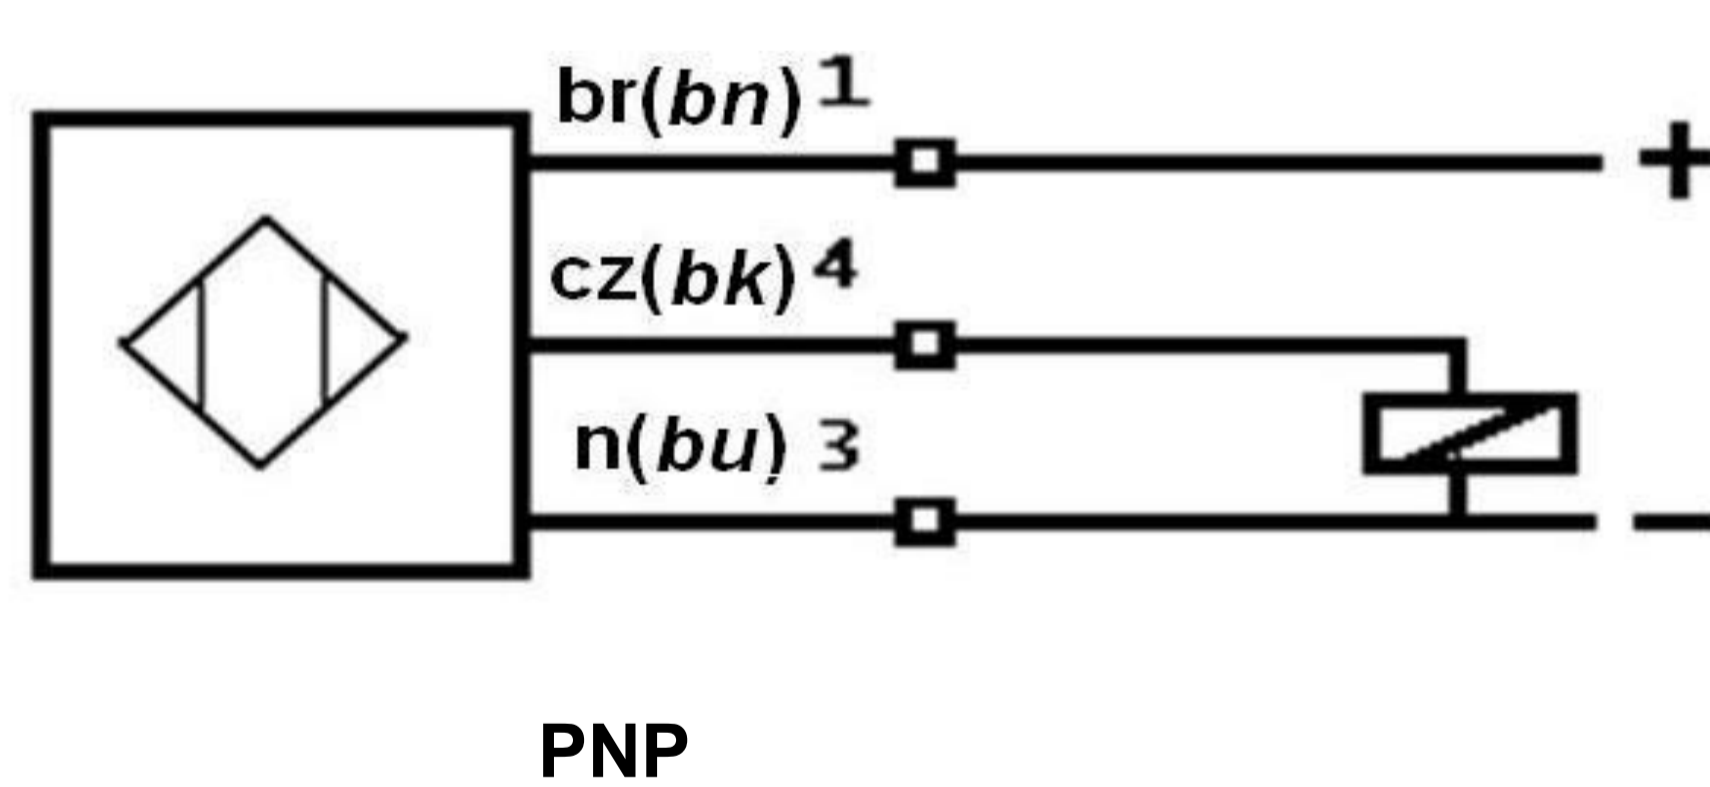 br(bn) 1
+
cz(bk) 4
n(bu) 3
—
PNP